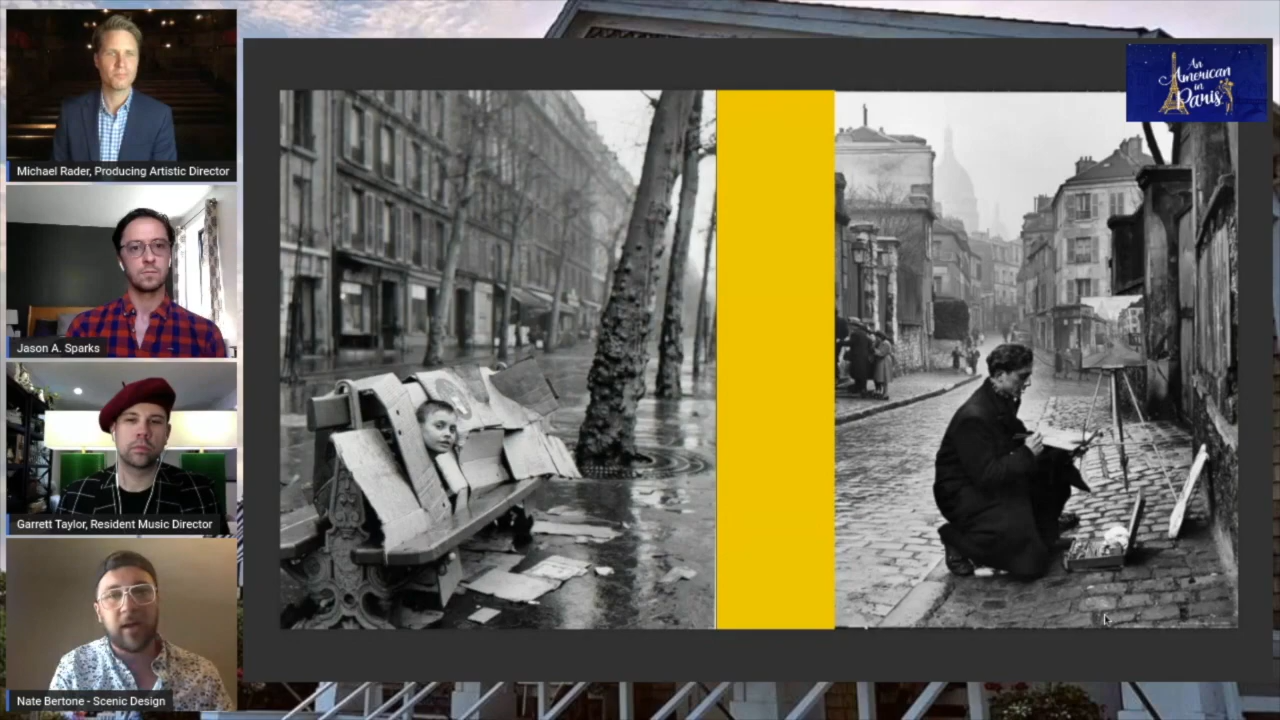 Michael Rader, Producing Artistic Director
Jason A. Sparks
Garrett Taylor, Resident Music Director
Nate Bertone - Scenic Design
An
American
in
Paris